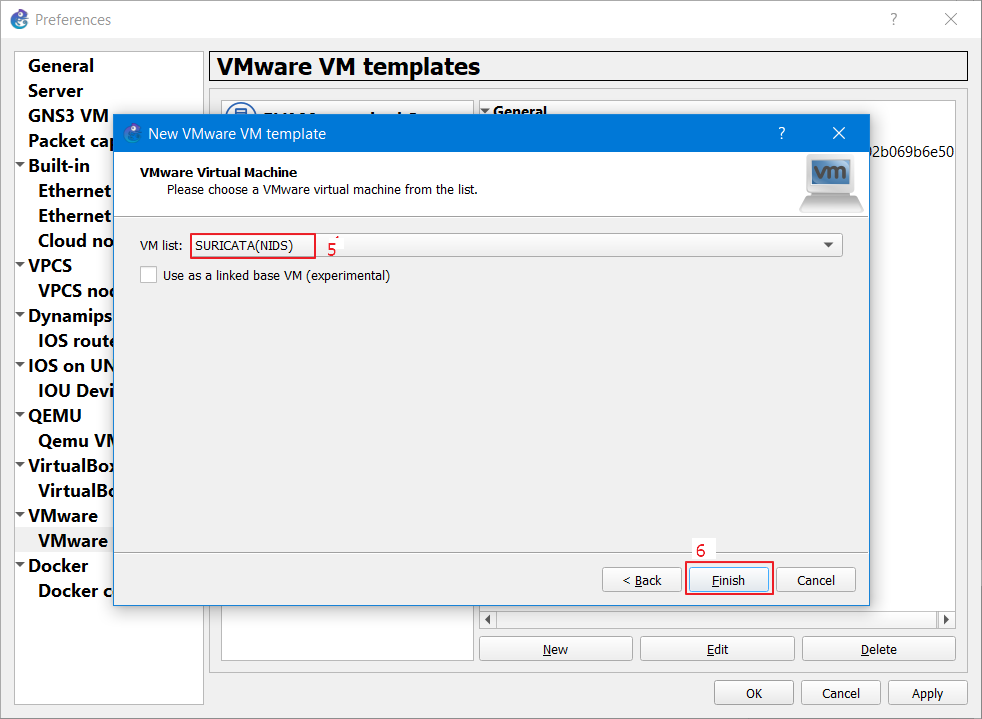 Preferences
?
General
Server
GNS3 VM
Packet cap
Built-in
Ethernet
Ethernet
Cloud no
VPCS
VPCS noc
Dynamips
IOS route
IOS on UN
IOU Devi
QEMU
Qemu VM
VirtualBox
VirtualBo
VMware
VMware
Docker
Docker co
VMware VM templates
General
92b069b6e50
New VMware VM template
?
VMware Virtual Machine
Please choose a VMware virtual machine from the list.
vm
VM list: SURICATA(NIDS) 5
Use as a linked base VM (experimental)
6
< Back Finish Cancel
New Edit Delete
OK Cancel Apply